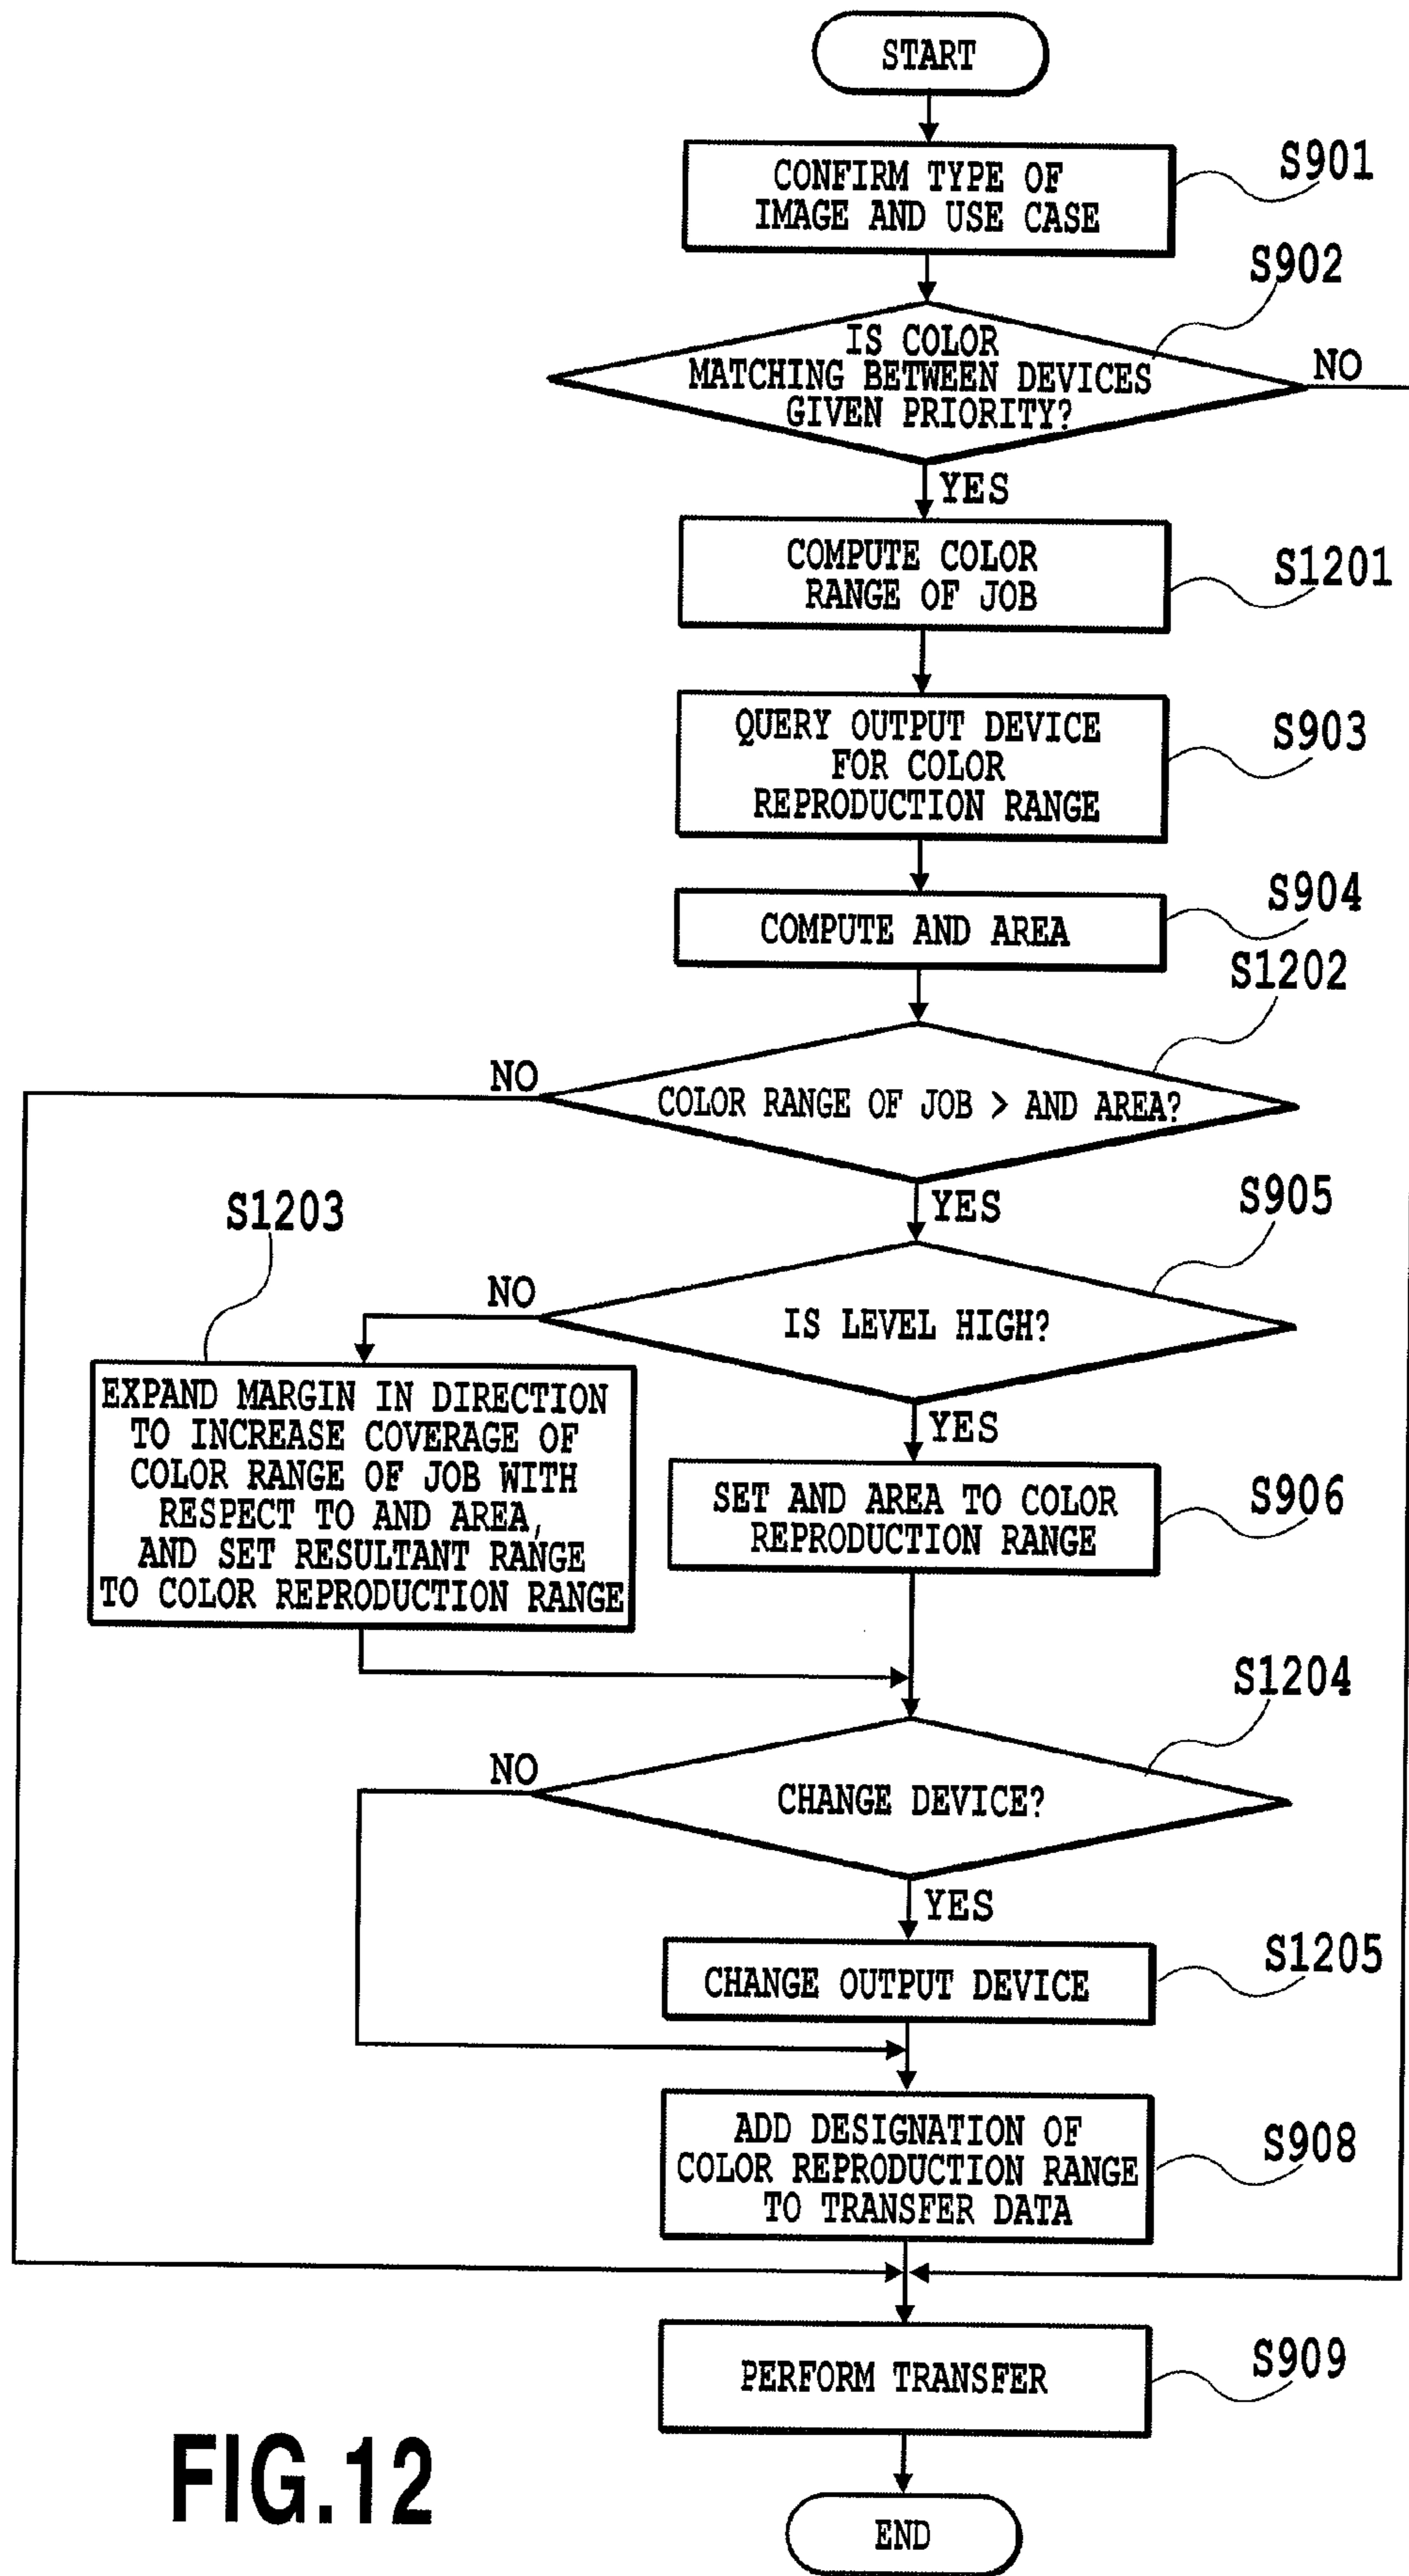 START
CONFIRM TYPE OF
IMAGE AND USE CASE
S901
S902
IS COLOR
MATCHING BETWEEN DEVICES
GIVEN PRIORITY?
NO
YES
COMPUTE COLOR
RANGE OF JOB
S1201
QUERY OUTPUT DEVICE
FOR COLOR
REPRODUCTION RANGE
S903
COMPUTE AND AREA
S904
S1202
NO
COLOR RANGE OF JOB > AND AREA?
YES
S905
S1203
NO
IS LEVEL HIGH?
YES
EXPAND MARGIN IN DIRECTION
TO INCREASE COVERAGE OF
COLOR RANGE OF JOB WITH
RESPECT TO AND AREA,
AND SET RESULTANT RANGE
TO COLOR REPRODUCTION RANGE
SET AND AREA TO COLOR
REPRODUCTION RANGE
S906
S1204
NO
CHANGE DEVICE?
YES
CHANGE OUTPUT DEVICE
S1205
ADD DESIGNATION OF
COLOR REPRODUCTION RANGE
TO TRANSFER DATA
S908
PERFORM TRANSFER
S909
END
FIG.12